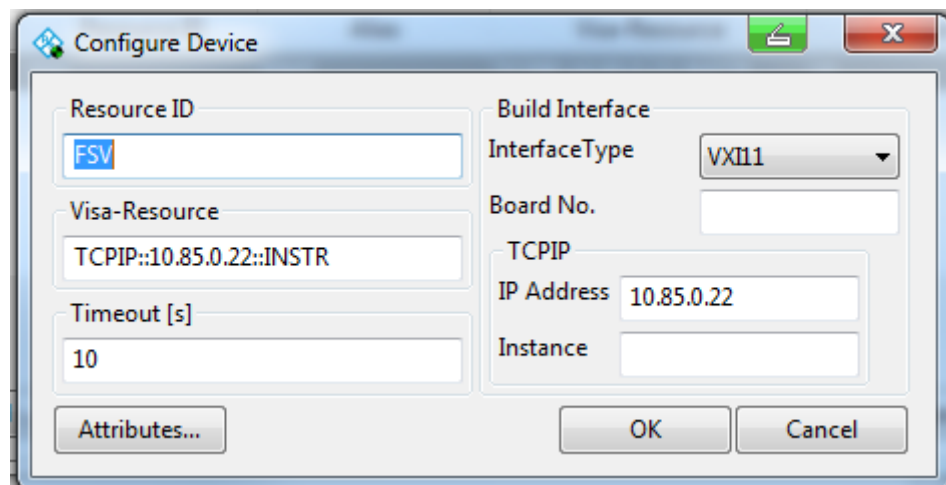 Configure Device
Resource ID
FSV
Visa-Resource
TCPIP::10.85.0.22::INSTR
Timeout [s]
10
Attributes...
Build Interface
InterfaceType
VXI11
Board No.
TCPIP
IP Address 10.85.0.22
Instance
OK
Cancel